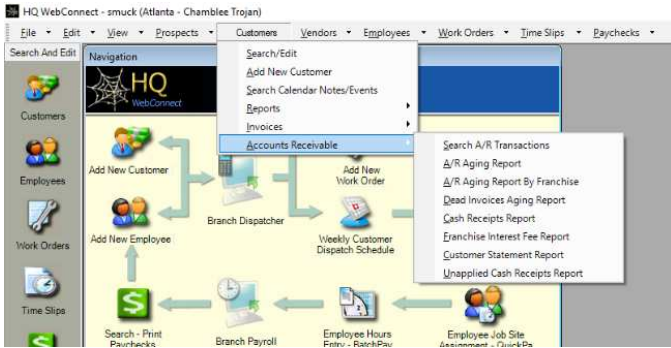 HQ WebConnect - smuck (Atlanta - Chamblee Trojan)
File Edit View Prospects Customers Vendors Employees Work Orders Time Slips Paychecks
Search And Edit
Navigation
HQ
WebConnect
Search/Edit
Add New Customer
Search Calendar Notes/Events
Reports
Invoices
Accounts Receivable
Search A/R Transactions
A/R Aging Report
A/R Aging Report By Franchise
Dead Invoices Aging Report
Cash Receipts Report
Franchise Interest Fee Report
Customer Statement Report
Unapplied Cash Receipts Report
Customers
Employees
Work Orders
Time Slips
Add New Customer
Branch Dispatcher
Add New
Work Order
Add New Employee
Weekly Customer
Dispatch Schedule
Search - Print
Paychecks
Branch Payroll
Employee Hours
Entry - BatchPay
Employee Job Site
Assignment - QuickPa